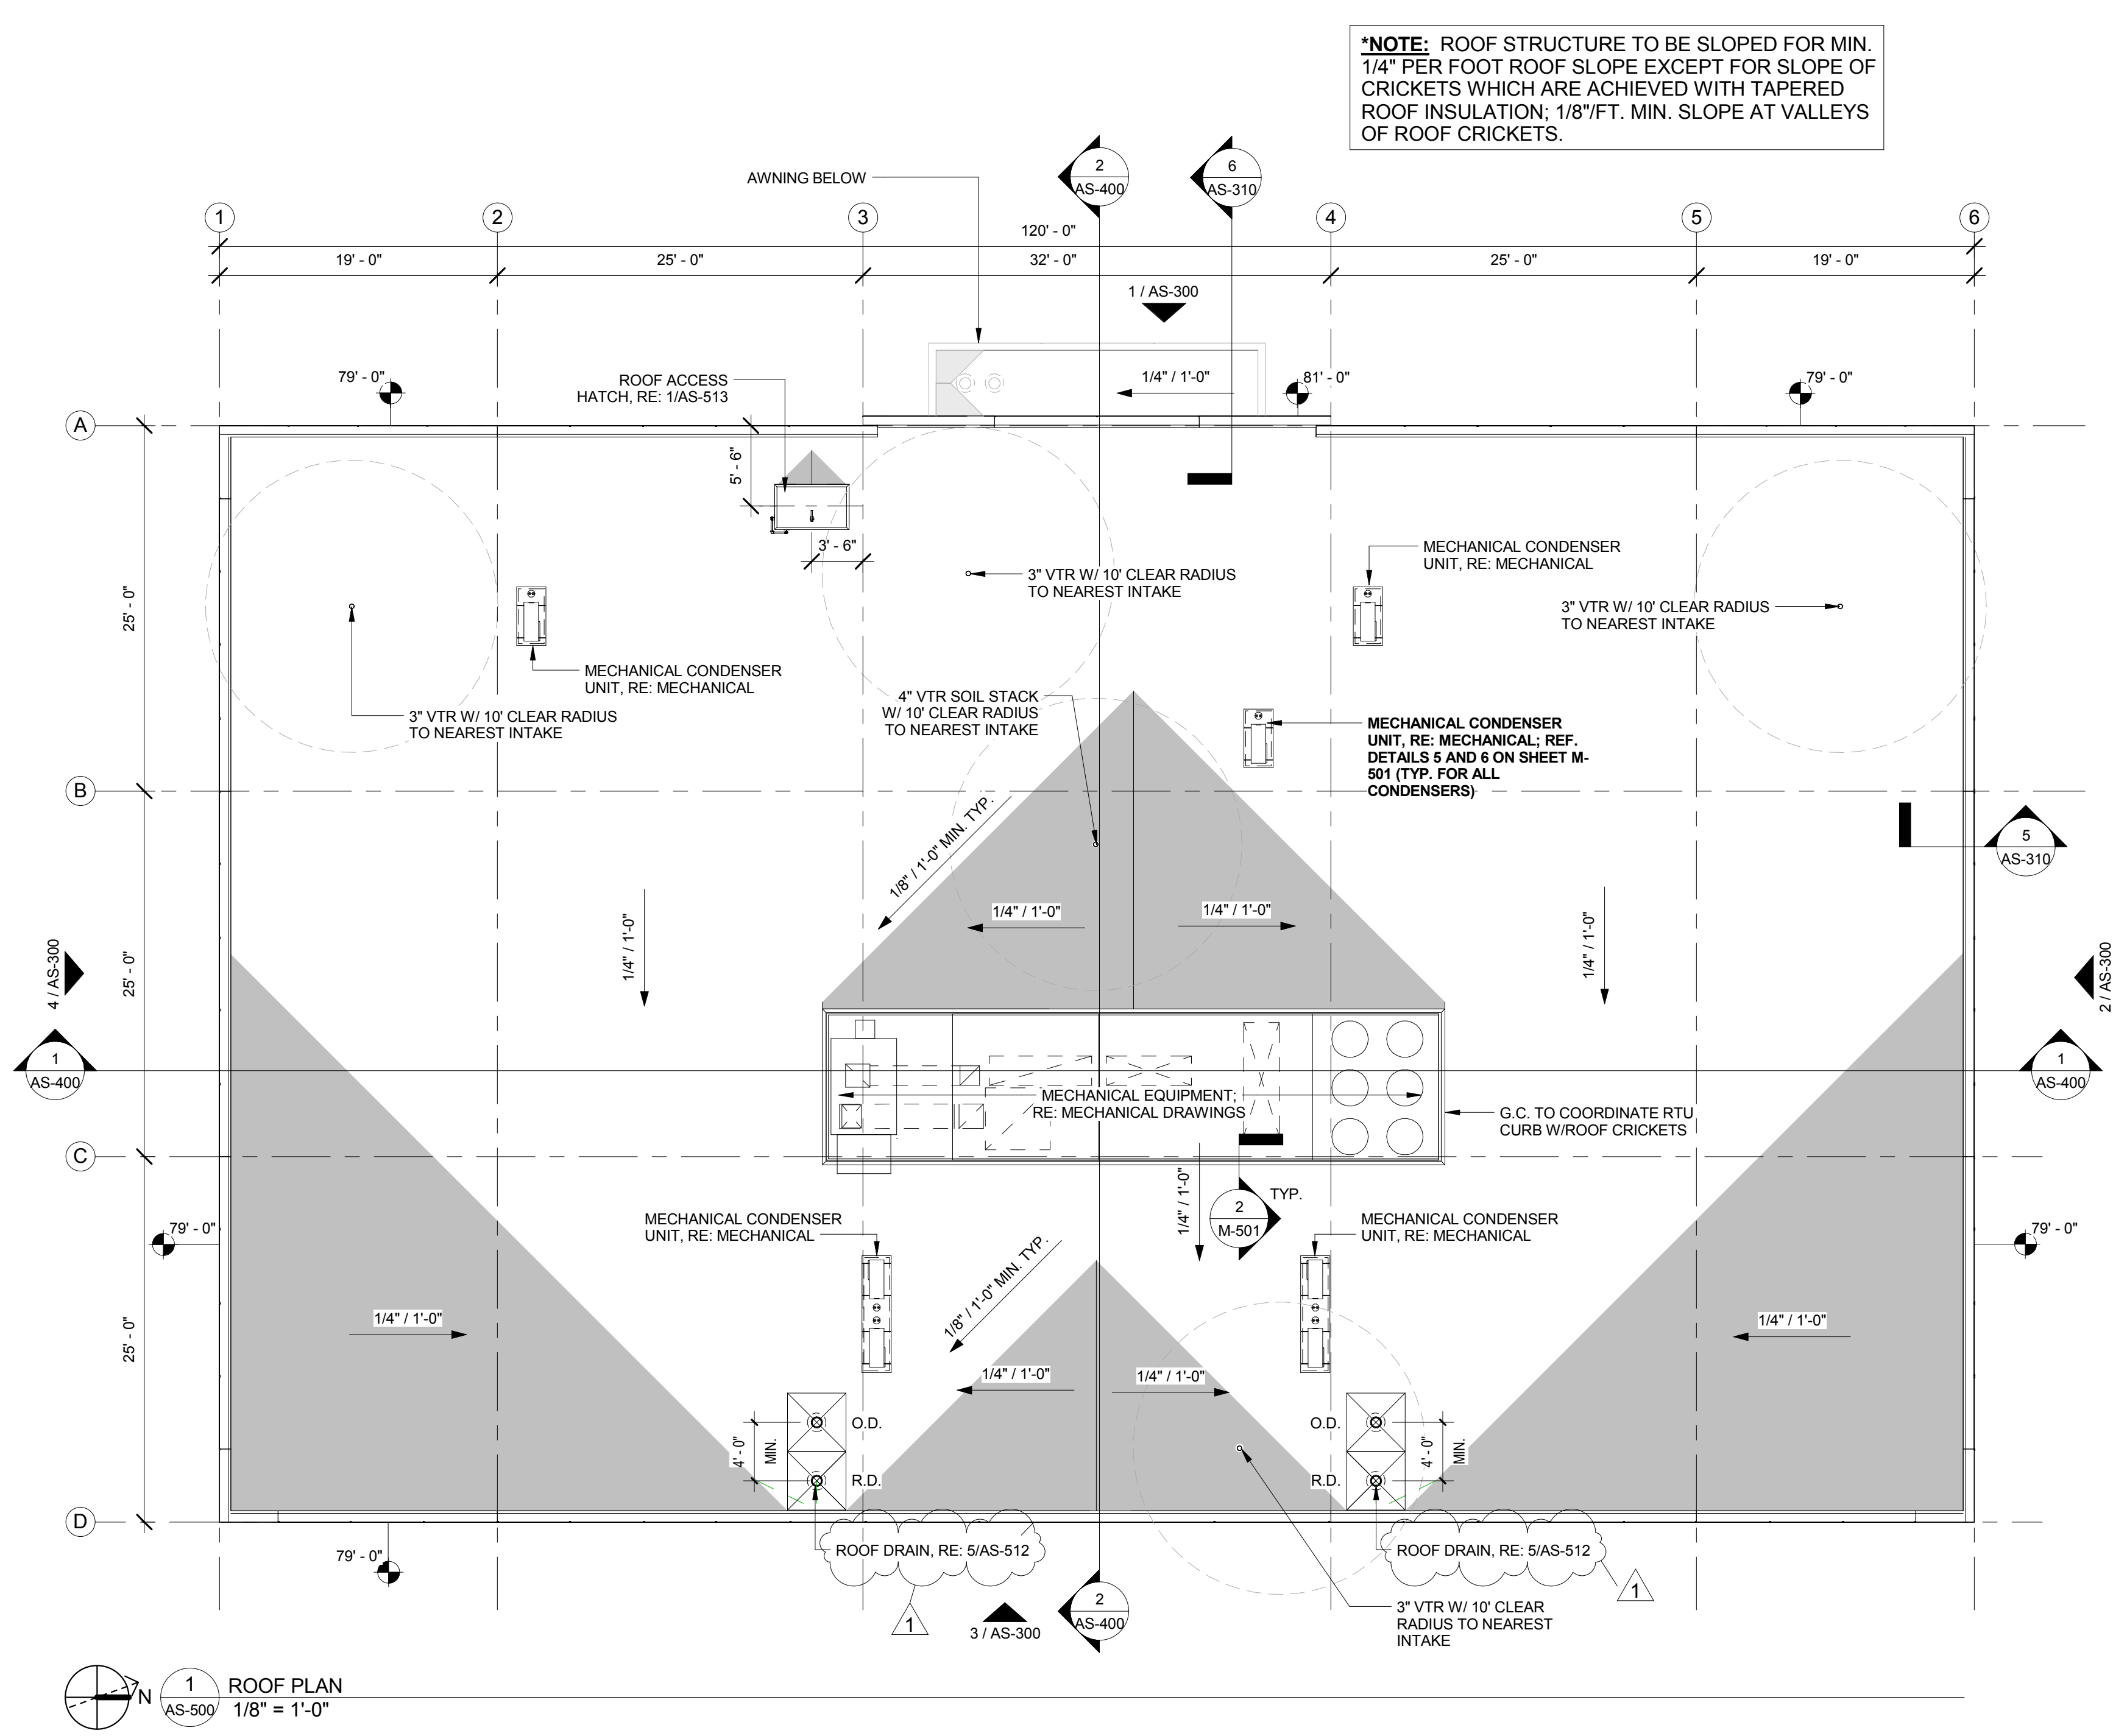 *NOTE: ROOF STRUCTURE TO BE SLOPED FOR MIN.
1/4" PER FOOT ROOF SLOPE EXCEPT FOR SLOPE OF
CRICKETS WHICH ARE ACHIEVED WITH TAPERED
ROOF INSULATION; 1/8"/FT. MIN. SLOPE AT VALLEYS
OF ROOF CRICKETS.
2
AS-400
6
AS-310
AWNING BELOW
1
2
3
4
5
6
120' - 0"
19' - 0"
25' - 0"
32' - 0"
25' - 0"
19' - 0"
1 / AS-300
79' - 0"
ROOF ACCESS
HATCH, RE: 1/AS-513
1/4" / 1'-0"
81' - 0"
79' - 0"
A
5' - 6"
3' - 6"
25' - 0"
3" VTR W/ 10' CLEAR RADIUS
TO NEAREST INTAKE
MECHANICAL CONDENSER
UNIT, RE: MECHANICAL
3" VTR W/ 10' CLEAR RADIUS
TO NEAREST INTAKE
MECHANICAL CONDENSER
UNIT, RE: MECHANICAL
3" VTR W/ 10' CLEAR RADIUS
TO NEAREST INTAKE
4" VTR SOIL STACK
W/ 10' CLEAR RADIUS
TO NEAREST INTAKE
MECHANICAL CONDENSER
UNIT, RE: MECHANICAL; REF.
DETAILS 5 AND 6 ON SHEET M-
501 (TYP. FOR ALL
CONDENSERS)
B
1/8" / 1'-0" MIN. TYP.
5
AS-310
1/4" / 1'-0"
1/4" / 1'-0"
1/4" / 1'-0"
1/4" / 1'-0"
4 / AS-300
25' - 0"
2 / AS-300
1
AS-400
1
AS-400
MECHANICAL EQUIPMENT;
RE: MECHANICAL DRAWINGS
G.C. TO COORDINATE RTU
CURB W/ROOF CRICKETS
C
1/4" / 1'-0"
TYP.
2
M-501
79' - 0"
MECHANICAL CONDENSER
UNIT, RE: MECHANICAL
MECHANICAL CONDENSER
UNIT, RE: MECHANICAL
79' - 0"
1/8" / 1'-0" MIN. TYP.
25' - 0"
1/4" / 1'-0"
1/4" / 1'-0"
1/4" / 1'-0"
1/4" / 1'-0"
4' - 0"
MIN.
O.D.
R.D.
O.D.
R.D.
4' - 0"
MIN.
D
79' - 0"
ROOF DRAIN, RE: 5/AS-512
ROOF DRAIN, RE: 5/AS-512
1
1
3 / AS-300
2
AS-400
3" VTR W/ 10' CLEAR
RADIUS TO NEAREST
INTAKE
N
1
AS-500
ROOF PLAN
1/8" = 1'-0"